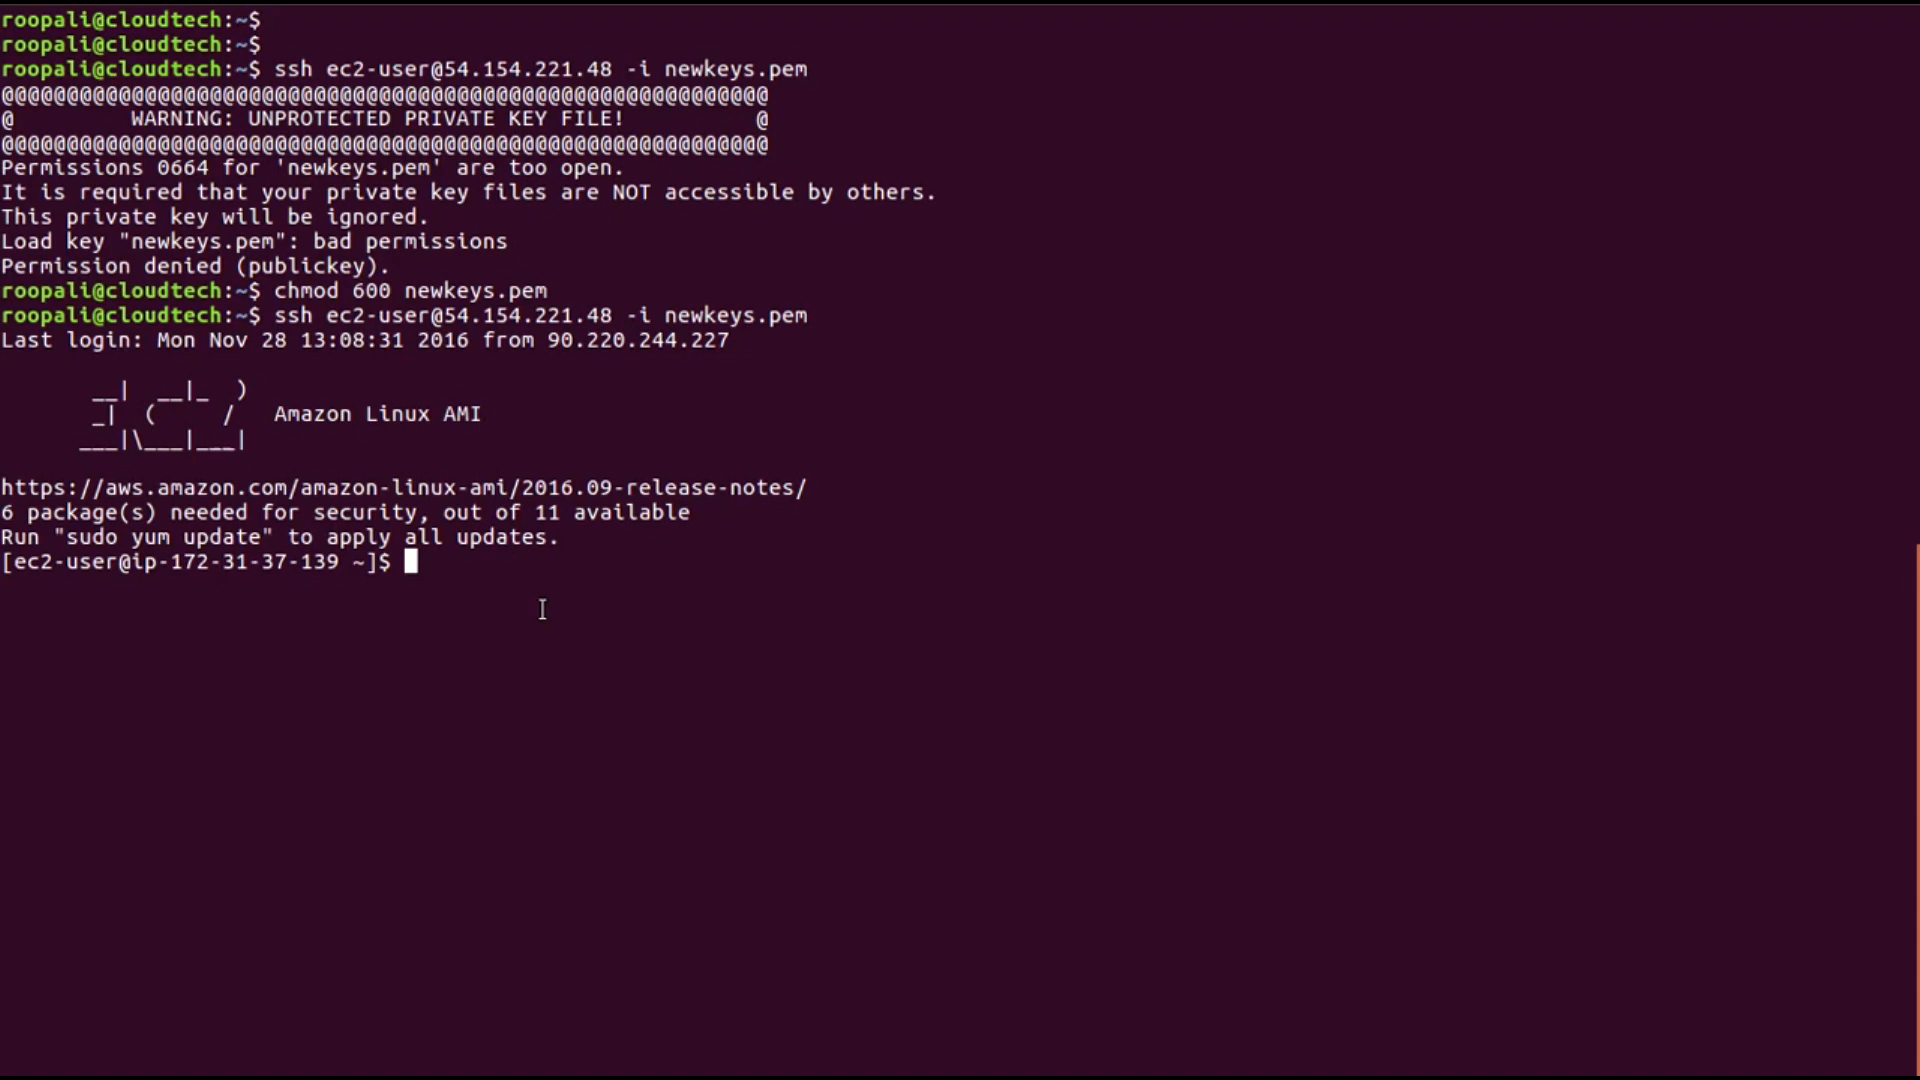 roopali@cloudtech:~$
roopali@cloudtech:~$
roopali@cloudtech:~$ ssh ec2-user@54.154.221.48 -i newkeys.pem
@@@@@@@@@@@@@@@@@@@@@@@@@@@@@@@@@@@@@@@@@@@@@@@@@@@@@@@@@@@
@         WARNING: UNPROTECTED PRIVATE KEY FILE!          @
@@@@@@@@@@@@@@@@@@@@@@@@@@@@@@@@@@@@@@@@@@@@@@@@@@@@@@@@@@@
Permissions 0664 for 'newkeys.pem' are too open.
It is required that your private key files are NOT accessible by others.
This private key will be ignored.
Load key "newkeys.pem": bad permissions
Permission denied (publickey).
roopali@cloudtech:~$ chmod 600 newkeys.pem
roopali@cloudtech:~$ ssh ec2-user@54.154.221.48 -i newkeys.pem
Last login: Mon Nov 28 13:08:31 2016 from 90.220.244.227
       __|  __|_  )
       _|  (     /   Amazon Linux AMI
      ___|\___|___|
https://aws.amazon.com/amazon-linux-ami/2016.09-release-notes/
6 package(s) needed for security, out of 11 available
Run "sudo yum update" to apply all updates.
[ec2-user@ip-172-31-37-139 ~]$